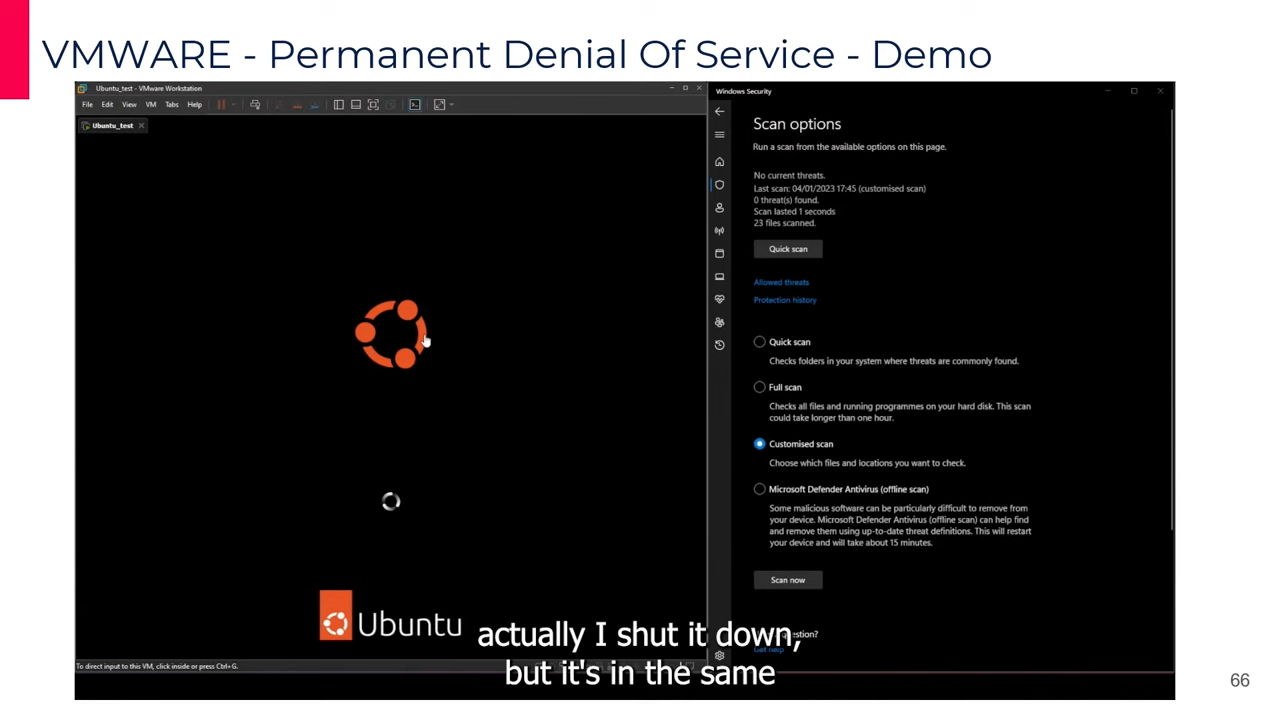 VMWARE - Permanent Denial Of Service - Demo
Ubuntu_test - VMware Workstation
File Edit View VM Tabs Help
Ubuntu_test
Ubuntu
To direct input to this VM, click inside or press Ctrl+G.
Windows Security
Scan options
Run a scan from the available options on this page.
No current threats.
Last scan: 04/01/2023 17:45 (customised scan)
0 threat(s) found.
Scan lasted 1 seconds
23 files scanned.
Quick scan
Allowed threats
Protection history
Quick scan
Checks folders in your system where threats are commonly found.
Full scan
Checks all files and running programmes on your hard disk. This scan
could take longer than one hour.
Customised scan
Choose which files and locations you want to check.
Microsoft Defender Antivirus (offline scan)
Some malicious software can be particularly difficult to remove from
your device. Microsoft Defender Antivirus (offline scan) can help find
and remove them using up-to-date threat definitions. This will restart
your device and will take about 15 minutes.
Scan now
Get help
actually I shut it down,
but it's in the same
66